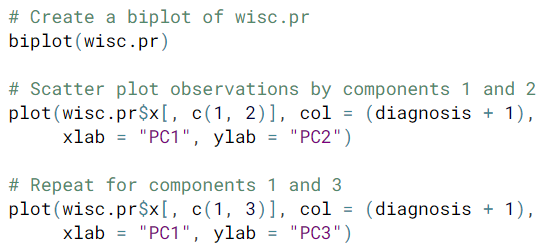 # Create a biplot of wisc.pr
biplot(wisc.pr)
# Scatter plot observations by components 1 and 2
plot(wisc.pr$x[, c(1, 2)], col = (diagnosis + 1),
     xlab = "PC1", ylab = "PC2")
# Repeat for components 1 and 3
plot(wisc.pr$x[, c(1, 3)], col = (diagnosis + 1),
     xlab = "PC1", ylab = "PC3")